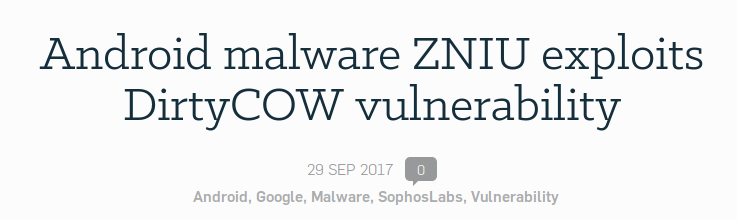 Android malware ZNIU exploits
DirtyCOW vulnerability
29 SEP 2017 0
Android, Google, Malware, SophosLabs, Vulnerability